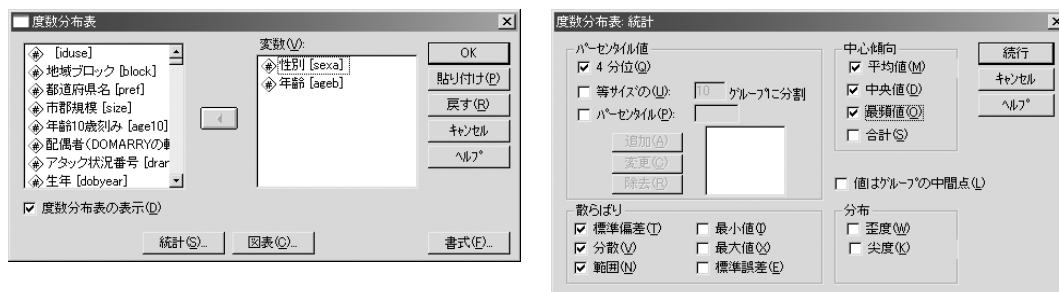 度数分布表
[iduse]
地域ブロック [block]
都道府県名 [pref]
市郡規模 [size]
年齢10歳刻み [age10]
配偶者(DOMARRYの
アタック状況番号 [drar
生年 [dobyear]
変数(V):
性別 [sexa]
年齢 [ageb]
OK
貼り付け(P)
戻す(R)
キャンセル
ヘルプ
度数分布表の表示(D)
統計(S)...
図表(C)...
書式(F)...
度数分布表: 統計
パーセンタイル値
4 分位(Q)
等サイズの(U): 10 グループに分割
パーセンタイル(P):
追加(A)
変更(C)
除去(R)
中心傾向
平均値(M)
中央値(D)
最頻値(O)
合計(S)
続行
キャンセル
ヘルプ
値はグループの中間点(L)
散らばり
標準偏差(T)
分散(V)
範囲(N)
最小値(I)
最大値(X)
標準誤差(E)
分布
歪度(W)
尖度(K)